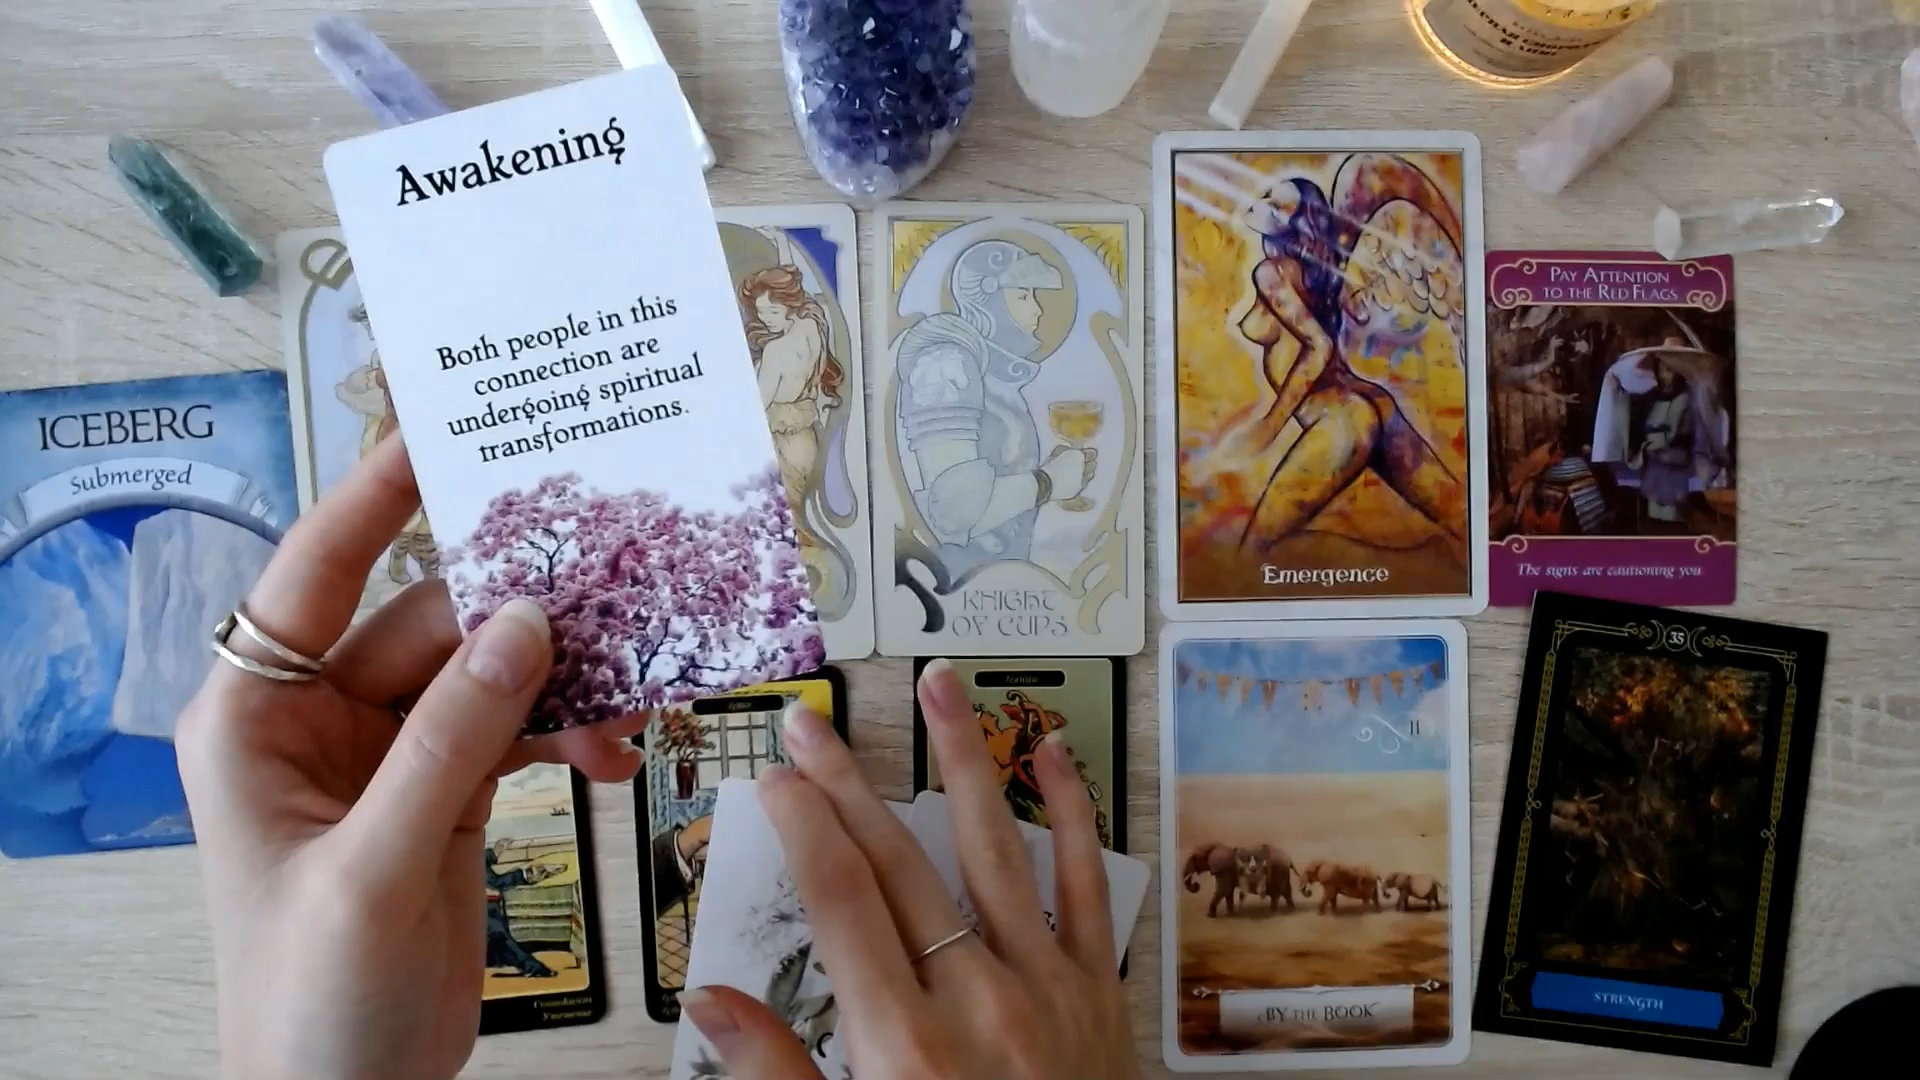 Awakening
Both people in this
connection are
undergoing spiritual
transformations.
ICEBERG
Submerged
KNIGHT
OF CUPS
Emergence
PAY ATTENTION
TO THE RED FLAGS
The signs are cautioning you.
11
BY THE BOOK
35
STRENGTH